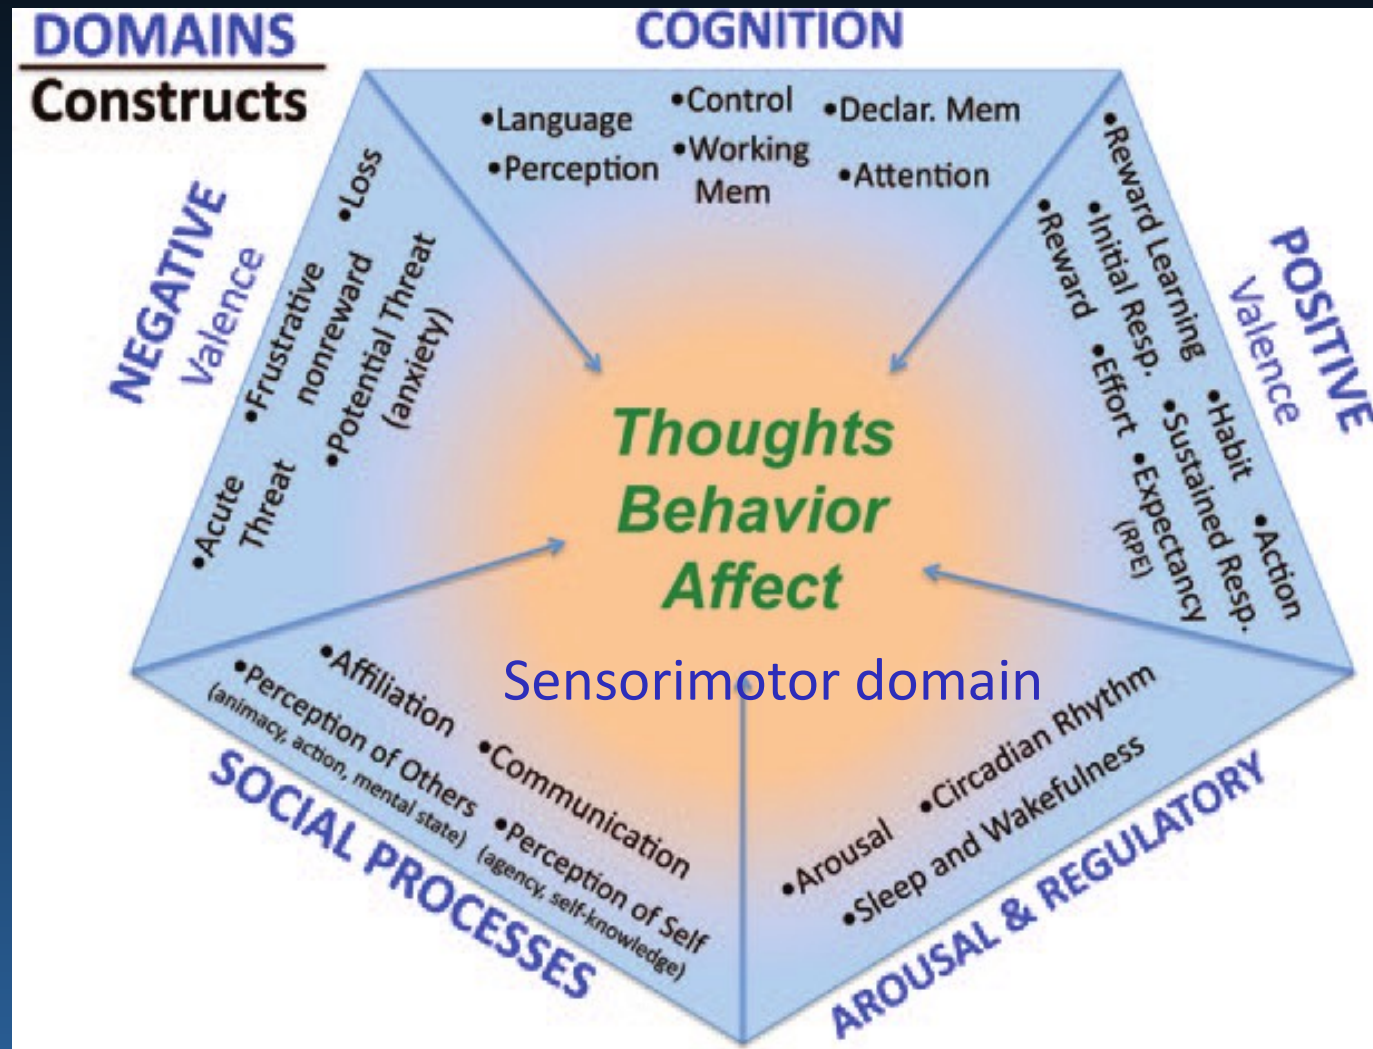 DOMAINS
Constructs
COGNITION
•Language
•Perception
•Control
•Working
Mem
•Declar. Mem
•Attention
NEGATIVE
Valence
•Loss
•Frustrative
nonreward
•Potential Threat
(anxiety)
•Acute
Threat
POSITIVE
Valence
•Reward Learning
•Habit
•Action
•Initial Resp.
•Sustained Resp.
•Reward
•Effort
•Expectancy
(RPE)
Thoughts
Behavior
Affect
Sensorimotor domain
SOCIAL PROCESSES
•Affiliation
•Communication
•Perception of Others
(animacy, action, mental state)
•Perception of Self
(agency, self-knowledge)
AROUSAL & REGULATORY
•Arousal
•Circadian Rhythm
•Sleep and Wakefulness